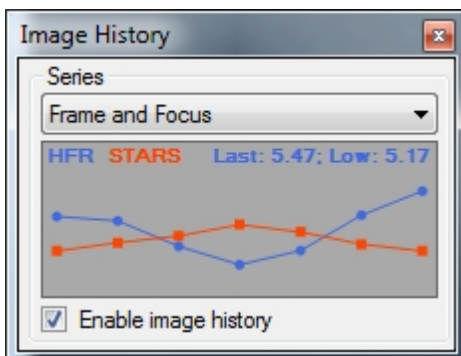 Image History
Series
Frame and Focus
HFR STARS Last: 5.47; Low: 5.17
Enable image history